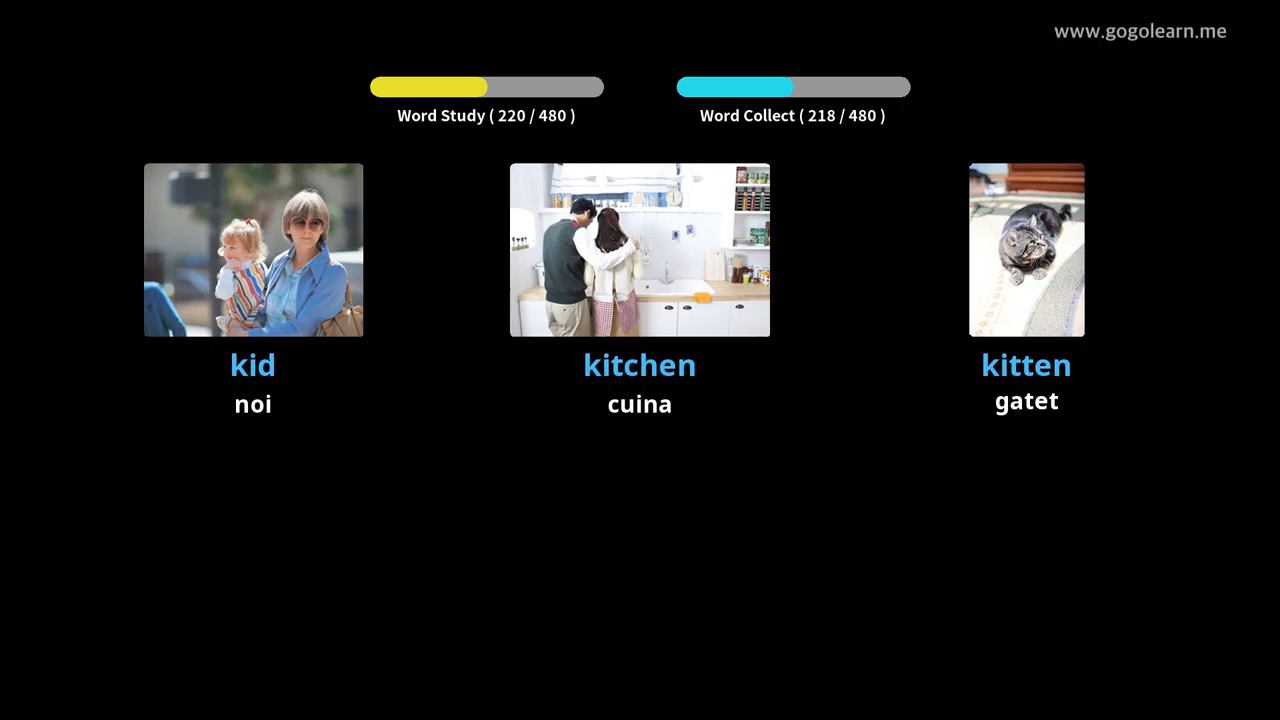 www.gogolearn.me
Word Study ( 220 / 480 )
Word Collect ( 218 / 480 )
kid
noi
kitchen
cuina
kitten
gatet